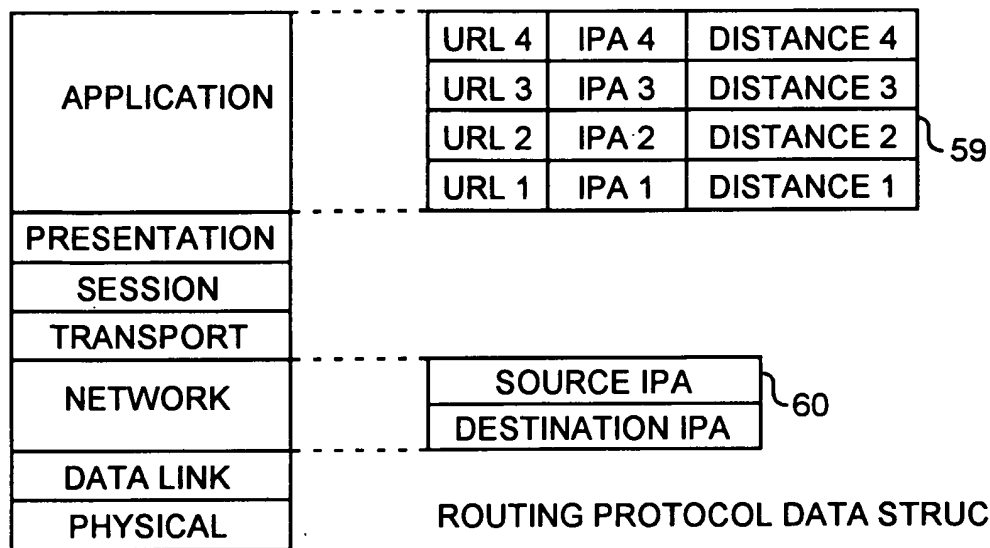 APPLICATION
PRESENTATION
SESSION
TRANSPORT
NETWORK
DATA LINK
PHYSICAL
URL 4 IPA 4 DISTANCE 4
URL 3 IPA 3 DISTANCE 3
URL 2 IPA 2 DISTANCE 2
URL 1 IPA 1 DISTANCE 1
59
SOURCE IPA
DESTINATION IPA
60
ROUTING PROTOCOL DATA STRUC